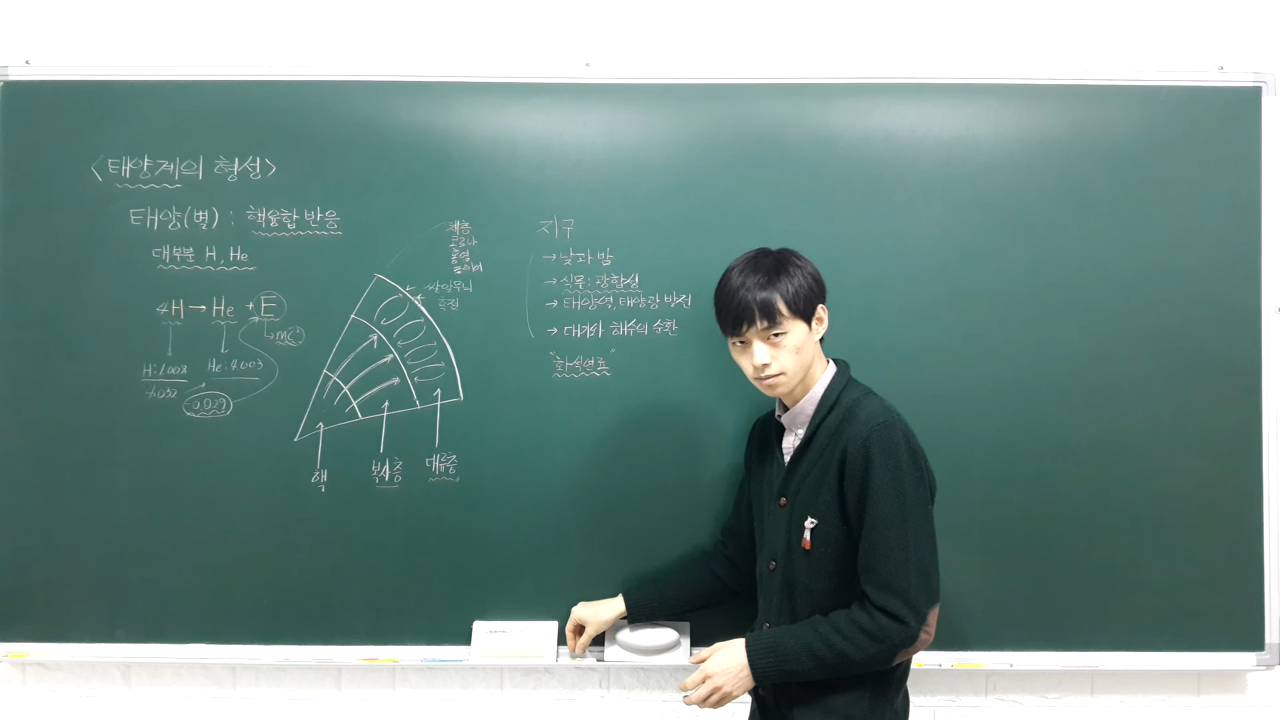 <태양계의 형성>
태양(별) : 핵융합 반응
대부분 H, He
4H → He + E
mc²
H:1.008
He:4.003
4.032
-0.029
채층
코로나
홍염
플레어
쌀알무늬
흑점
핵
복사층
대류층
지구
→ 낮과 밤
→ 식물: 광합성
→ 태양열, 태양광 발전
→ 대기와 해수의 순환
"화석연료"